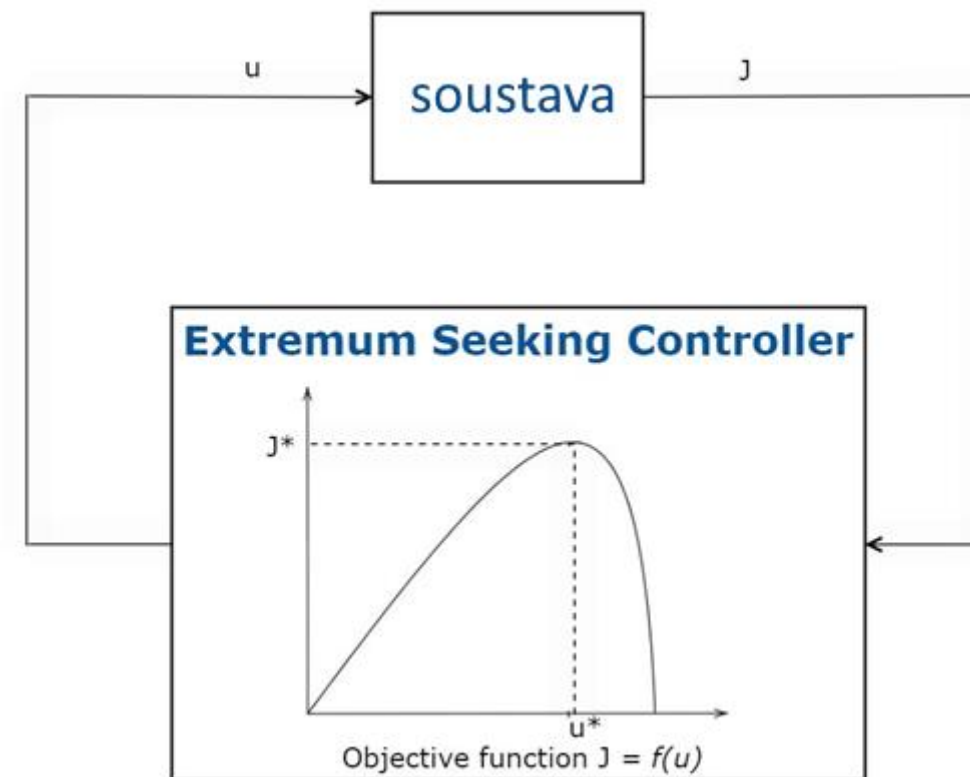 u
soustava
J
Extremum Seeking Controller
J*
u*
Objective function J = f(u)